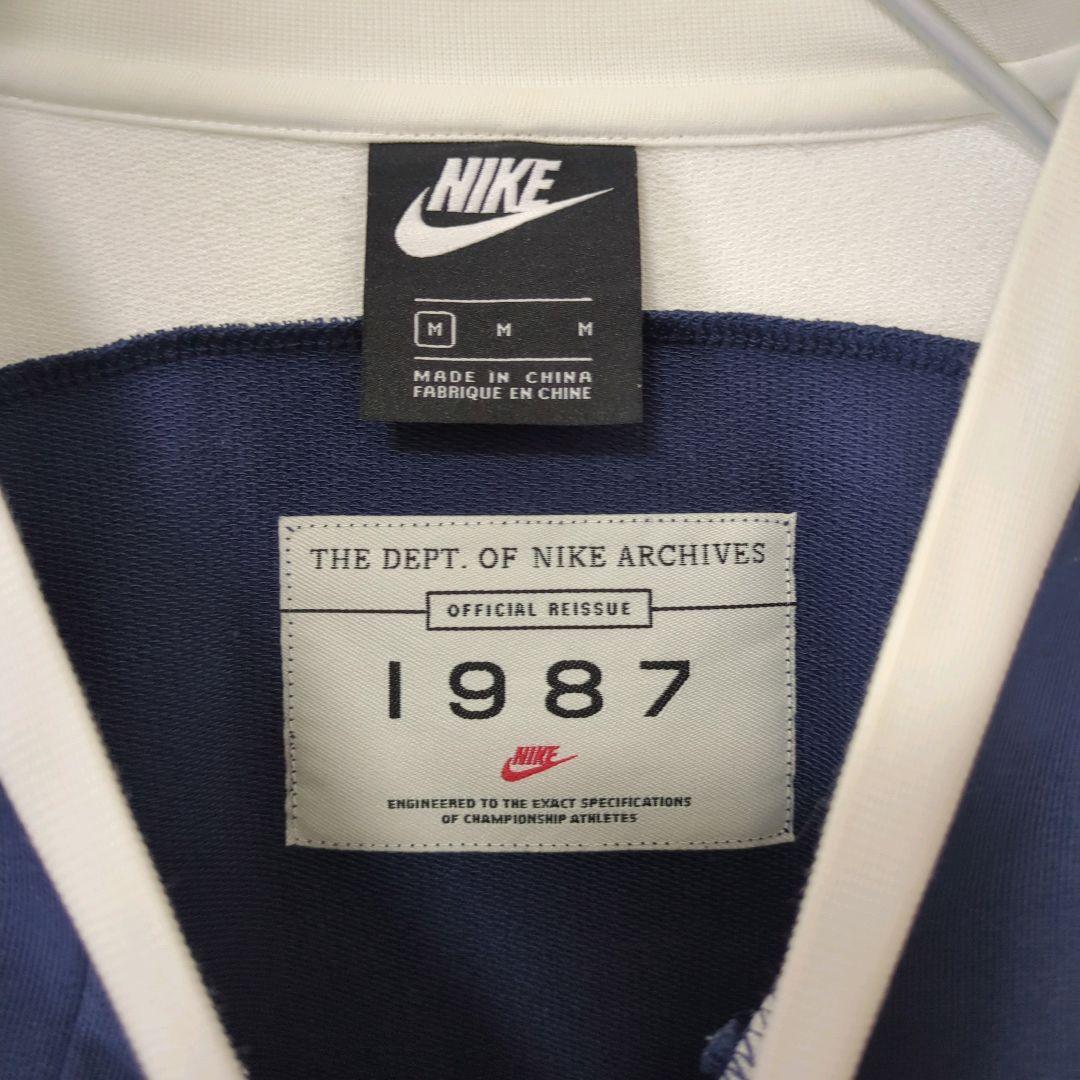 NIKE
M M M
MADE IN CHINA
FABRIQUE EN CHINE
THE DEPT. OF NIKE ARCHIVES
OFFICIAL REISSUE
1987
NIKE
ENGINEERED TO THE EXACT SPECIFICATIONS
OF CHAMPIONSHIP ATHLETES